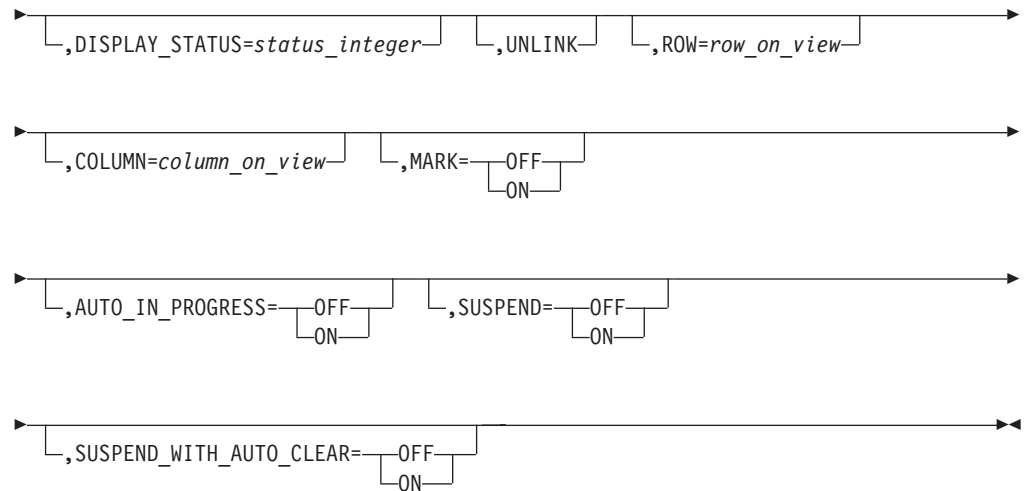 ,DISPLAY_STATUS=status_integer ,UNLINK ,ROW=row_on_view
,COLUMN=column_on_view ,MARK= OFF
ON
,AUTO_IN_PROGRESS= OFF ,SUSPEND= OFF
ON ON
,SUSPEND_WITH_AUTO_CLEAR= OFF
ON